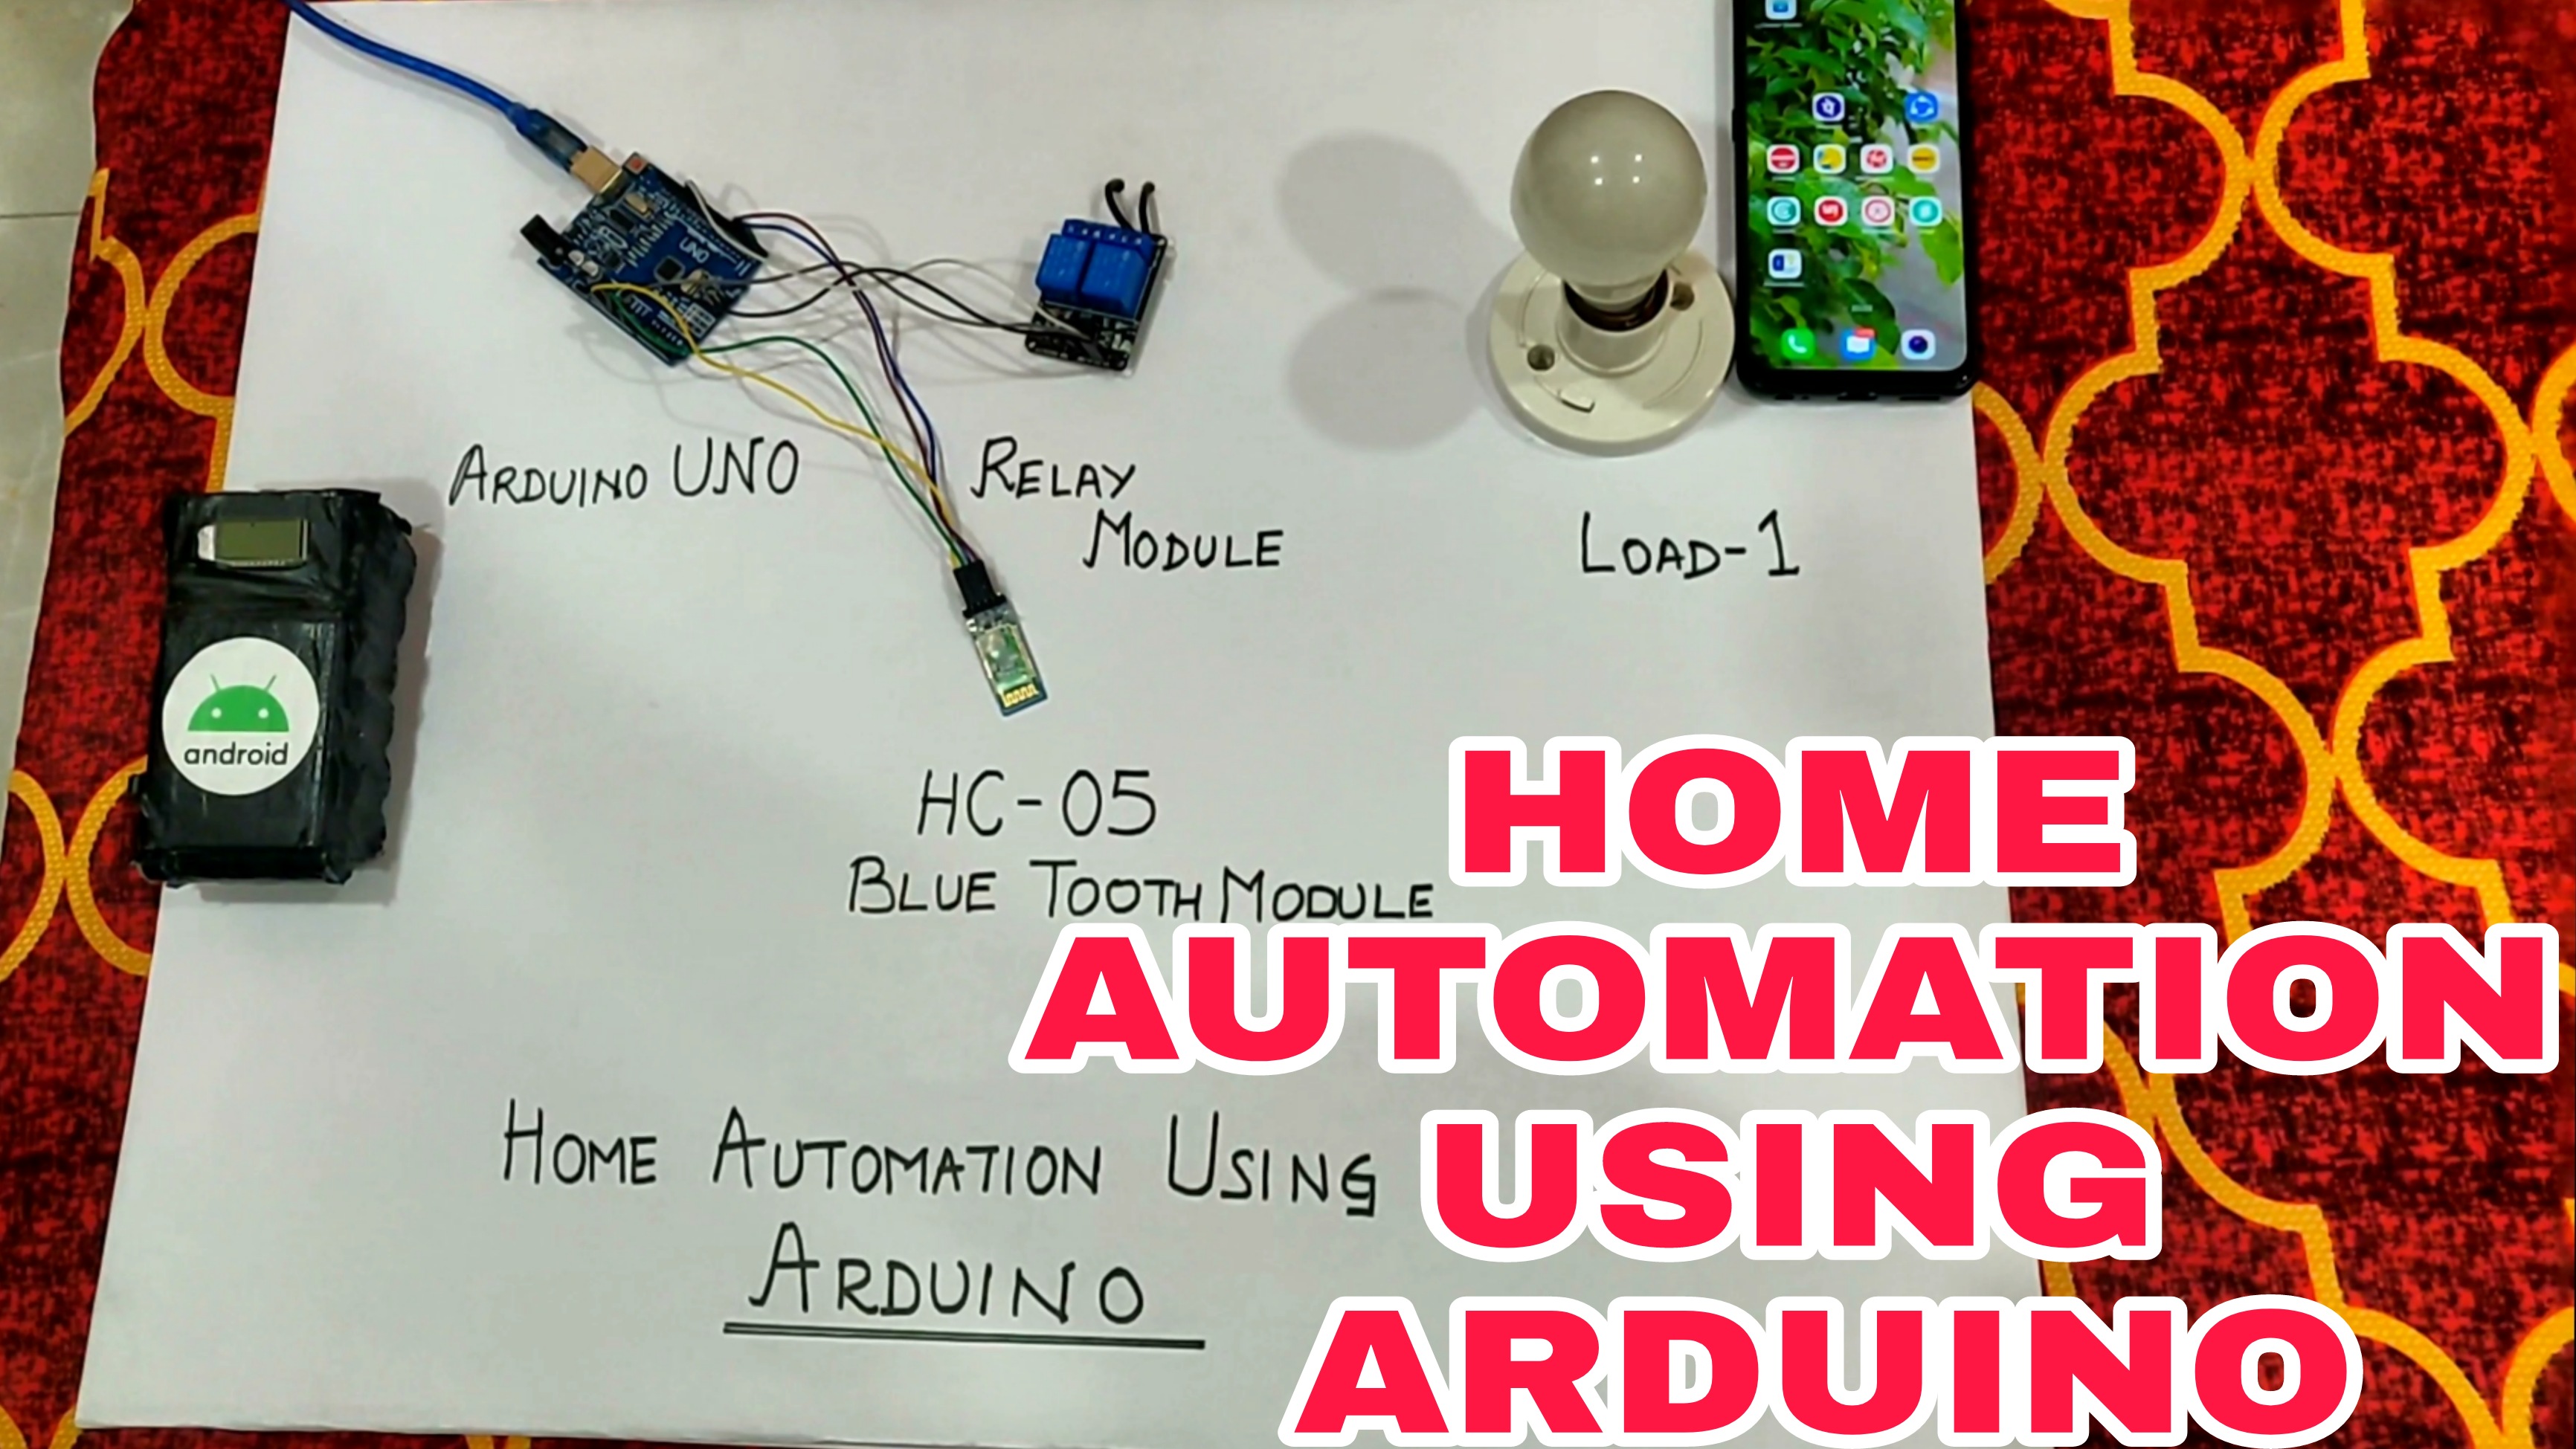 UNO
ARDUINO UNO
RELAY
MODULE
LOAD-1
android
HC-05
BLUE TOOTH MODULE
HOME AUTOMATION USING
ARDUINO
HOME
AUTOMATION
USING
ARDUINO